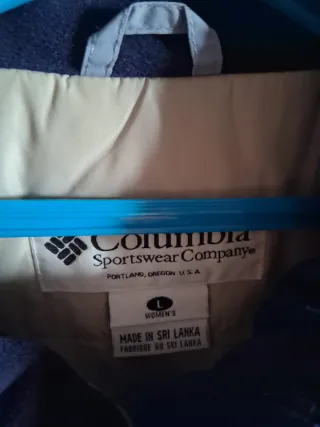 Columbia
Sportswear Company®
PORTLAND, OREGON U.S.A.
L
WOMEN'S
MADE IN SRI LANKA
FABRIQUE AU SRI LANKA